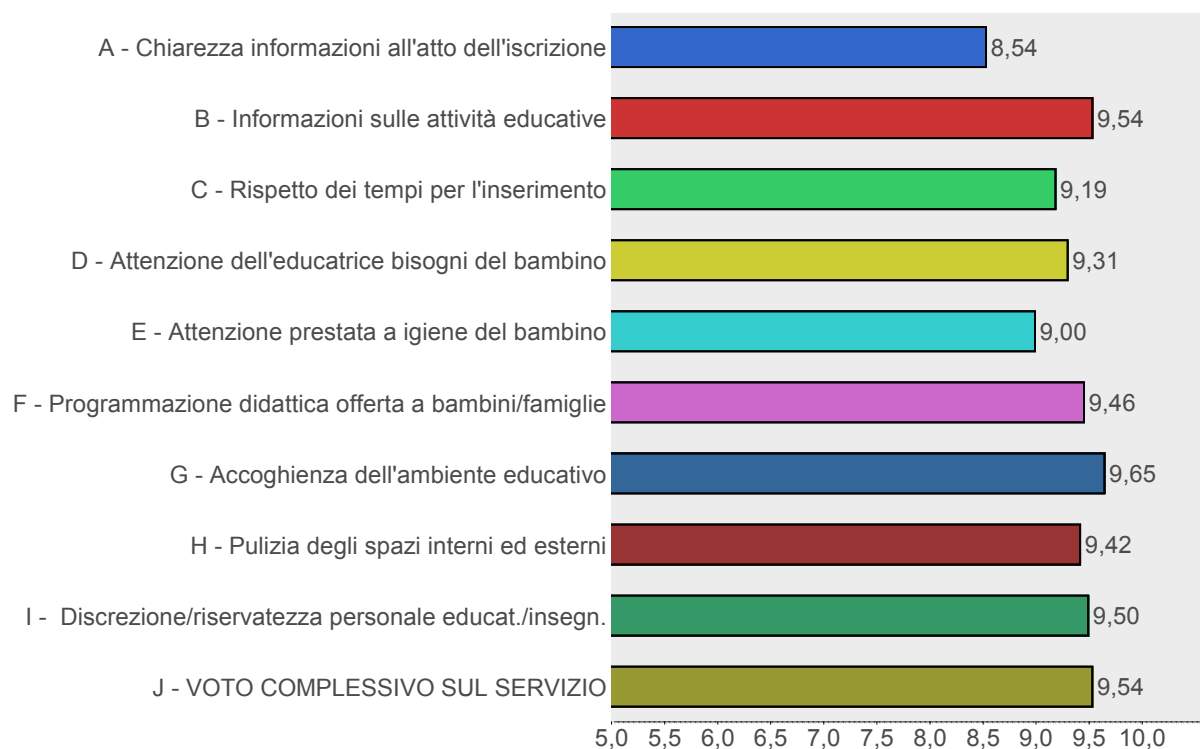 A - Chiarezza informazioni all'atto dell'iscrizione 8,54
B - Informazioni sulle attività educative 9,54
C - Rispetto dei tempi per l'inserimento 9,19
D - Attenzione dell'educatrice bisogni del bambino 9,31
E - Attenzione prestata a igiene del bambino 9,00
F - Programmazione didattica offerta a bambini/famiglie 9,46
G - Accoghienza dell'ambiente educativo 9,65
H - Pulizia degli spazi interni ed esterni 9,42
I -  Discrezione/riservatezza personale educat./insegn. 9,50
J - VOTO COMPLESSIVO SUL SERVIZIO 9,54
5,0 5,5 6,0 6,5 7,0 7,5 8,0 8,5 9,0 9,5 10,0